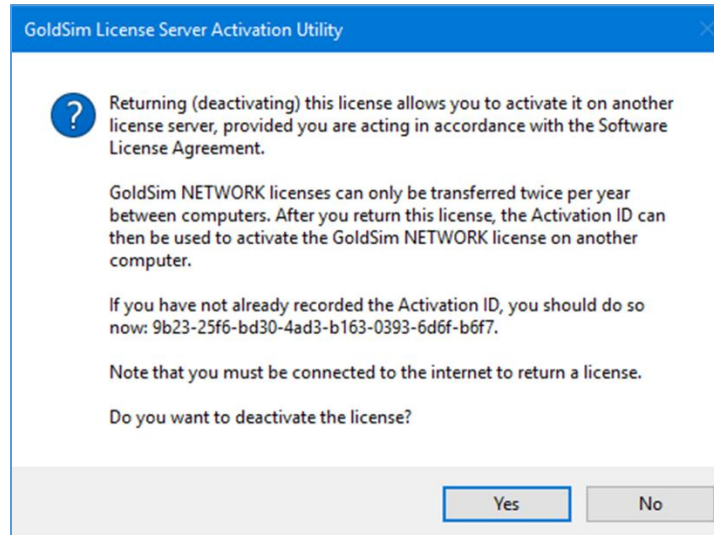 GoldSim License Server Activation Utility
Returning (deactivating) this license allows you to activate it on another
license server, provided you are acting in accordance with the Software
License Agreement.
GoldSim NETWORK licenses can only be transferred twice per year
between computers. After you return this license, the Activation ID can
then be used to activate the GoldSim NETWORK license on another
computer.
If you have not already recorded the Activation ID, you should do so
now: 9b23-25f6-bd30-4ad3-b163-0393-6d6f-b6f7.
Note that you must be connected to the internet to return a license.
Do you want to deactivate the license?
Yes
No